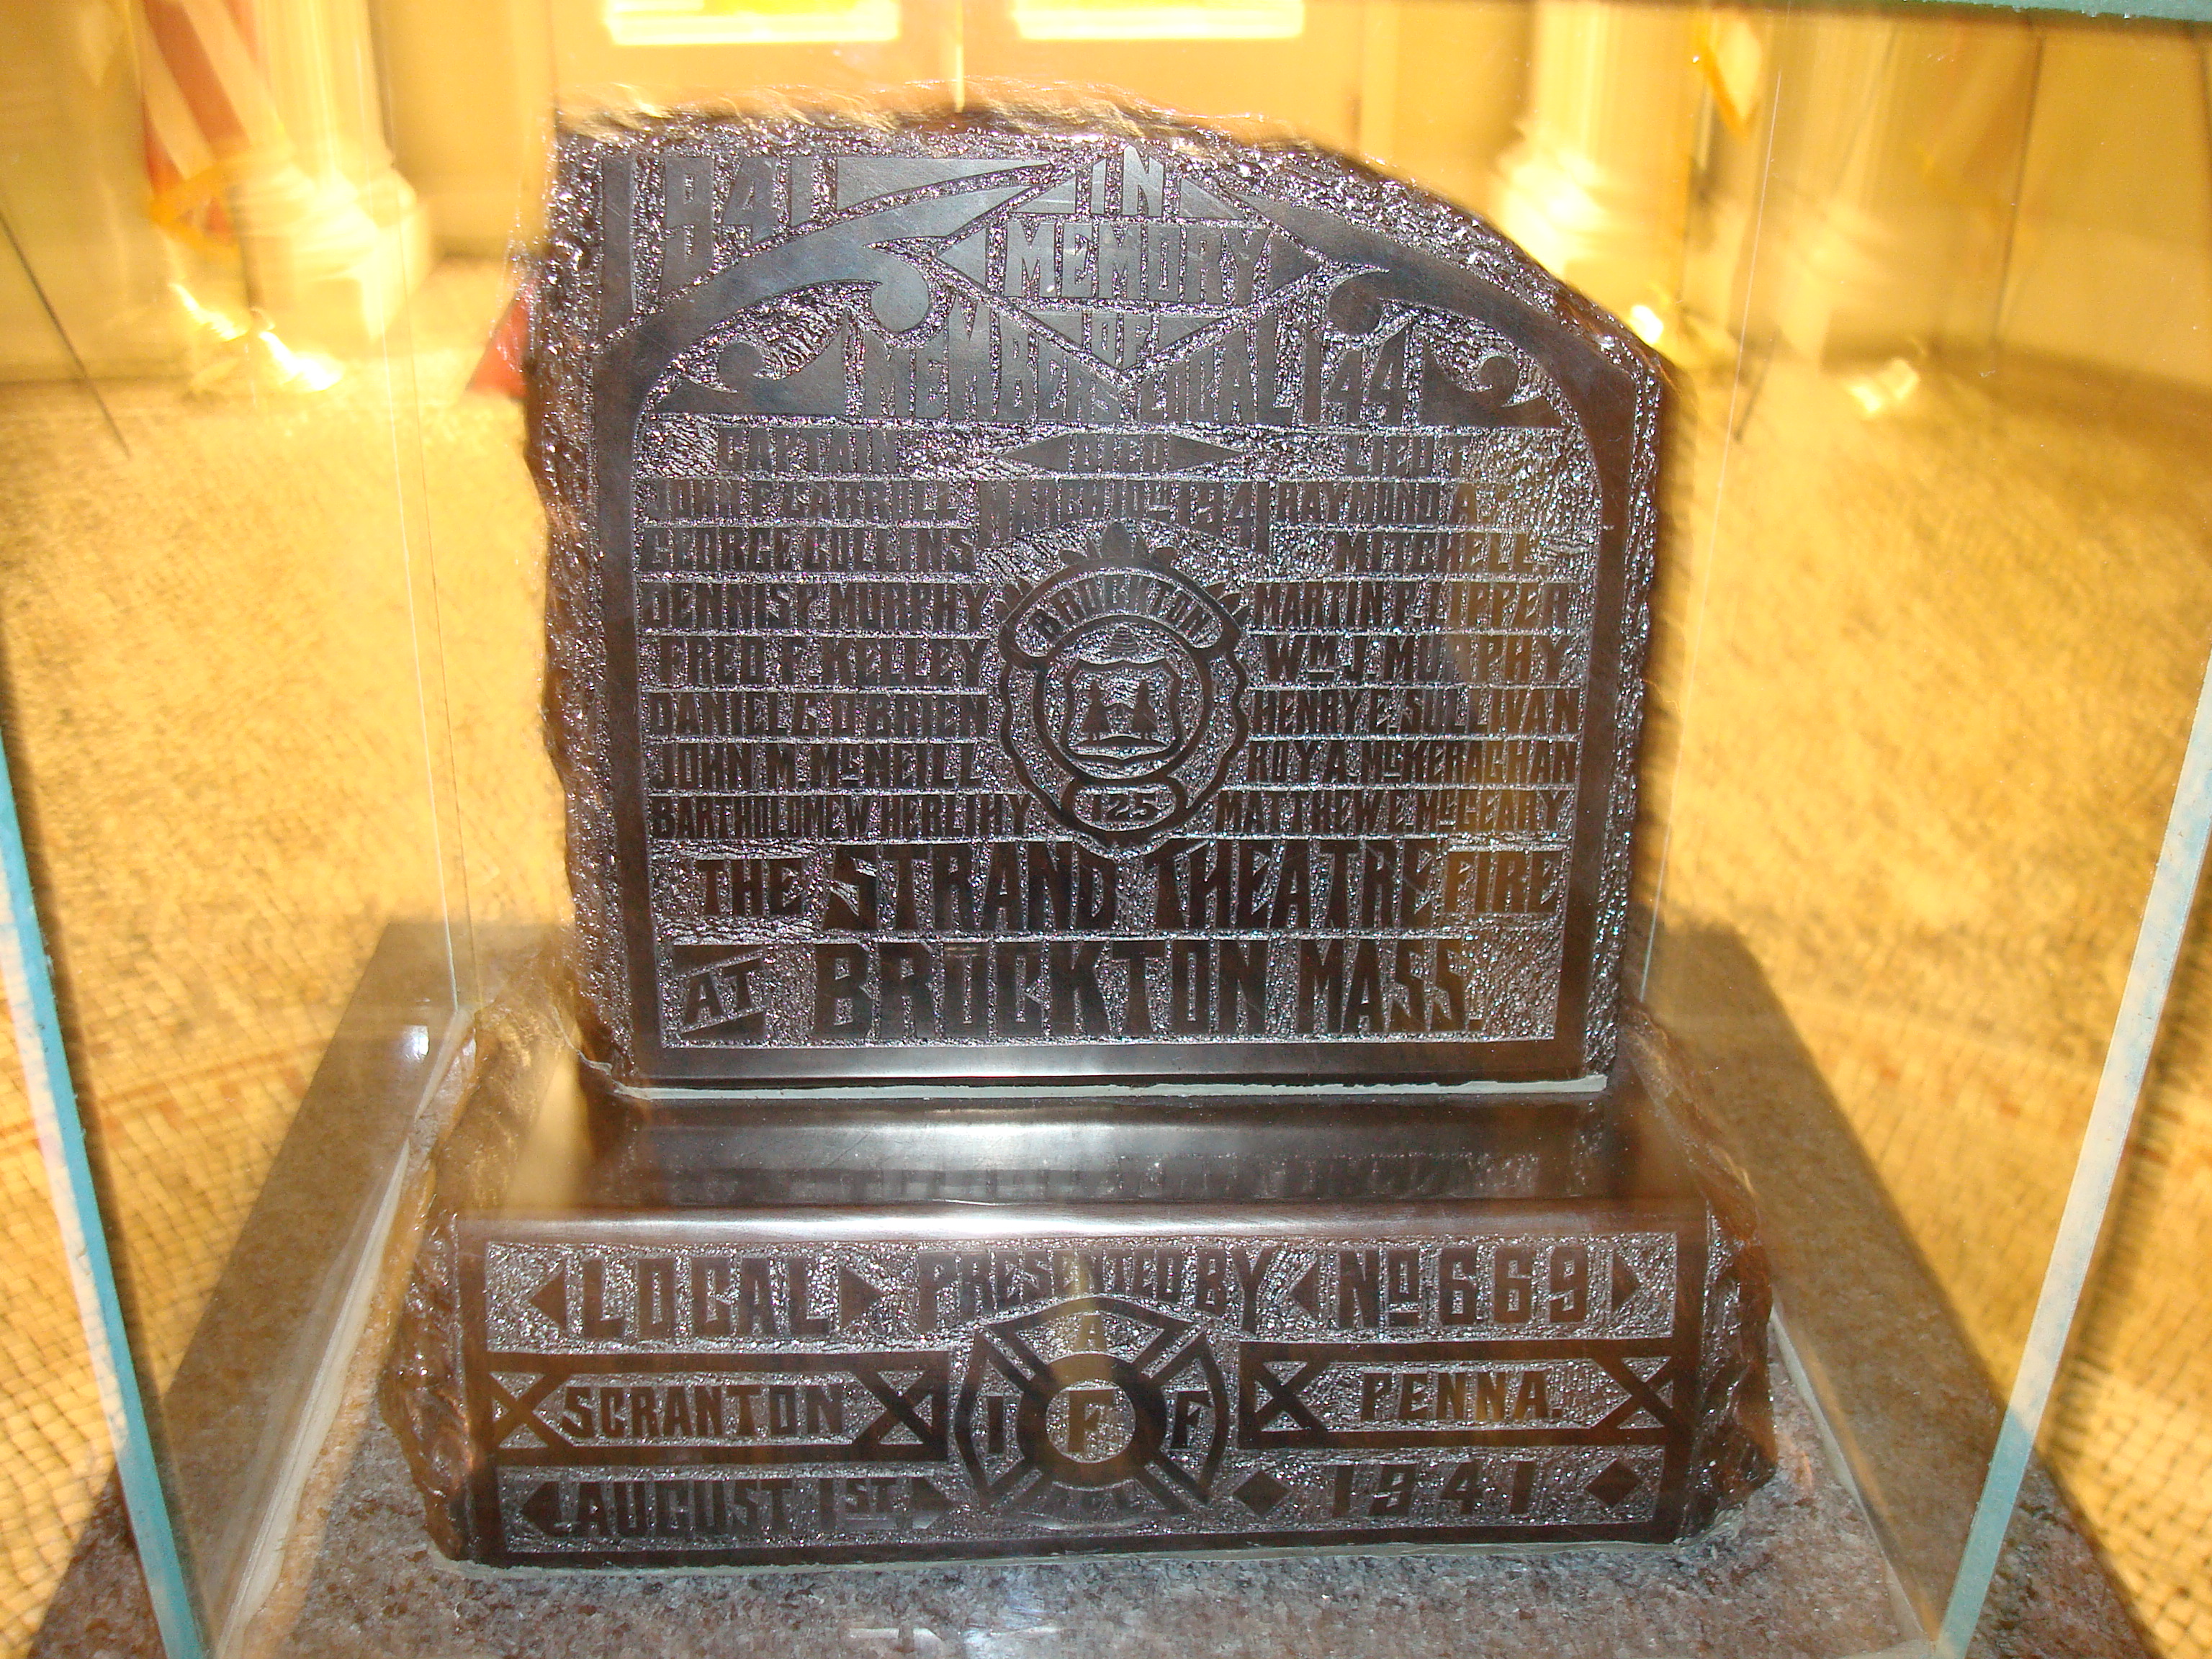 1941
IN
MEMORY
OF
MEMBERS LOCAL 144
CAPTAIN DIED LIEUT
JOHN F CARROLL MARCH 10TH 1941 RAYMOND A
GEORGE COLLINS MITCHELL
BROCKTON
DENNIS P. MURPHY MARTIN P. LIPPER
FRED F. KELLEY WM J. MURPHY
DANIEL C O'BRIEN HENRY E. SULLIVAN
JOHN M. MCNEILL ROY A. MCKERAGHAN
BARTHOLOMEW HERLIHY 125 MATTHEW E. MCGEARY
THE STRAND THEATRE FIRE
AT BROCKTON MASS.
LOCAL PRESENTED BY NO 669
A
SCRANTON I F F PENNA.
AUGUST 1ST 1941